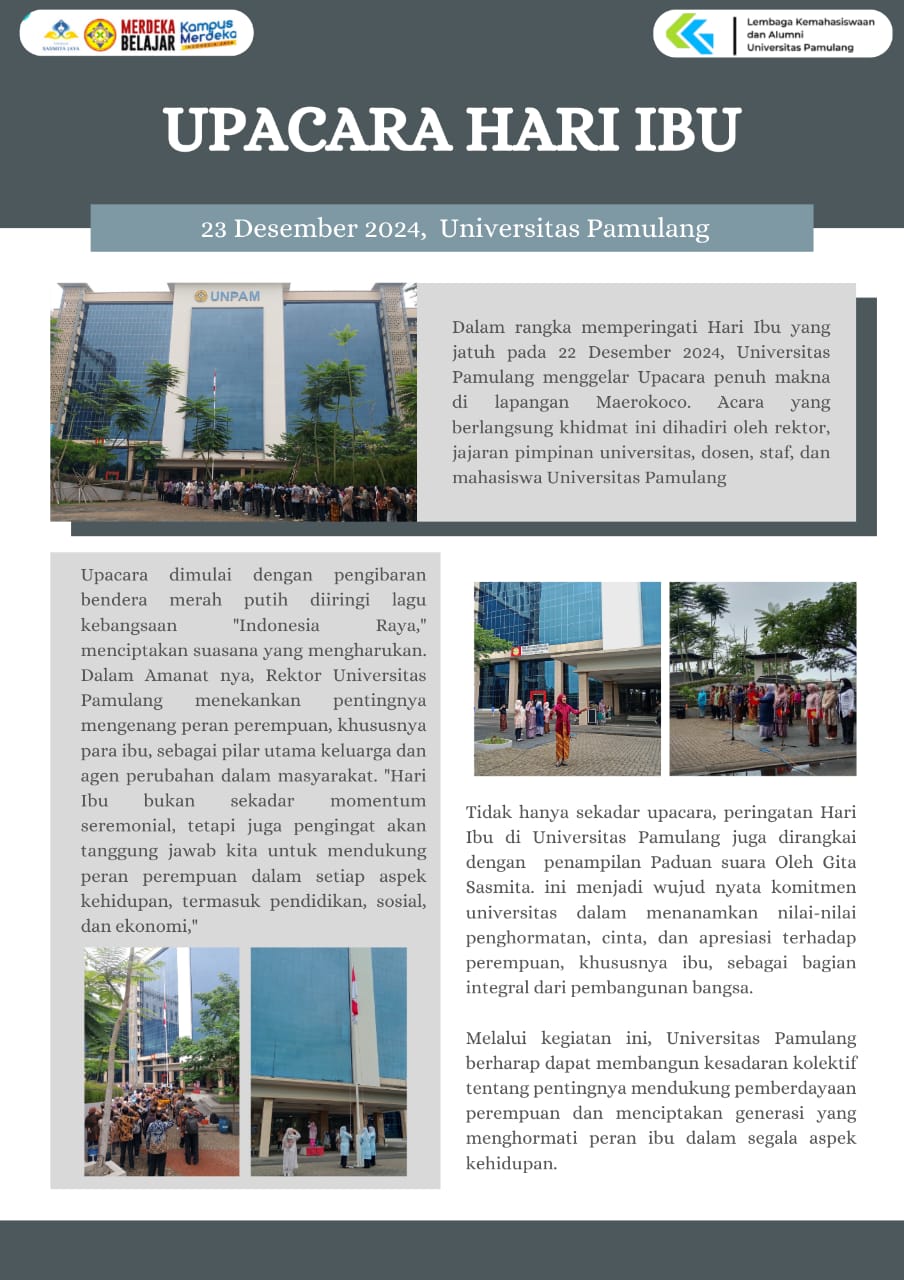 SASMITA JAYA
MERDEKA
BELAJAR
Kampus
Merdeka
INDONESIA JAYA
Lembaga Kemahasiswaan
dan Alumni
Universitas Pamulang
UPACARA HARI IBU
23 Desember 2024, Universitas Pamulang
UNPAM
Dalam rangka memperingati Hari Ibu yang
jatuh pada 22 Desember 2024, Universitas
Pamulang menggelar Upacara penuh makna
di lapangan Maerokoco. Acara yang
berlangsung khidmat ini dihadiri oleh rektor,
jajaran pimpinan universitas, dosen, staf, dan
mahasiswa Universitas Pamulang
Upacara dimulai dengan pengibaran
bendera merah putih diiringi lagu
kebangsaan "Indonesia Raya,"
menciptakan suasana yang mengharukan.
Dalam Amanat nya, Rektor Universitas
Pamulang menekankan pentingnya
mengenang peran perempuan, khususnya
para ibu, sebagai pilar utama keluarga dan
agen perubahan dalam masyarakat. "Hari
Ibu bukan sekadar momentum
seremonial, tetapi juga pengingat akan
tanggung jawab kita untuk mendukung
peran perempuan dalam setiap aspek
kehidupan, termasuk pendidikan, sosial,
dan ekonomi,"
Tidak hanya sekadar upacara, peringatan Hari
Ibu di Universitas Pamulang juga dirangkai
dengan penampilan Paduan suara Oleh Gita
Sasmita. ini menjadi wujud nyata komitmen
universitas dalam menanamkan nilai-nilai
penghormatan, cinta, dan apresiasi terhadap
perempuan, khususnya ibu, sebagai bagian
integral dari pembangunan bangsa.
Melalui kegiatan ini, Universitas Pamulang
berharap dapat membangun kesadaran kolektif
tentang pentingnya mendukung pemberdayaan
perempuan dan menciptakan generasi yang
menghormati peran ibu dalam segala aspek
kehidupan.